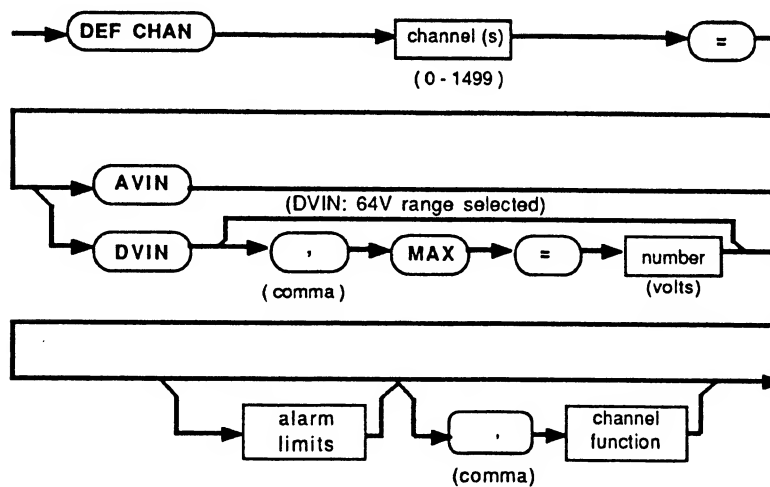 DEF CHAN
channel (s)
=
( 0 - 1499 )
AVIN
(DVIN: 64V range selected)
DVIN
,
MAX
=
number
( comma )
(volts)
alarm
limits
,
channel
function
(comma)